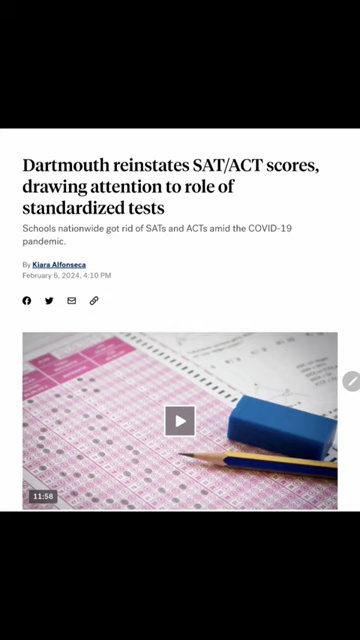 Dartmouth reinstates SAT/ACT scores,
drawing attention to role of
standardized tests
Schools nationwide got rid of SATs and ACTs amid the COVID-19
pandemic.
By Kiara Alfonseca
February 6, 2024, 4:10 PM
11:58